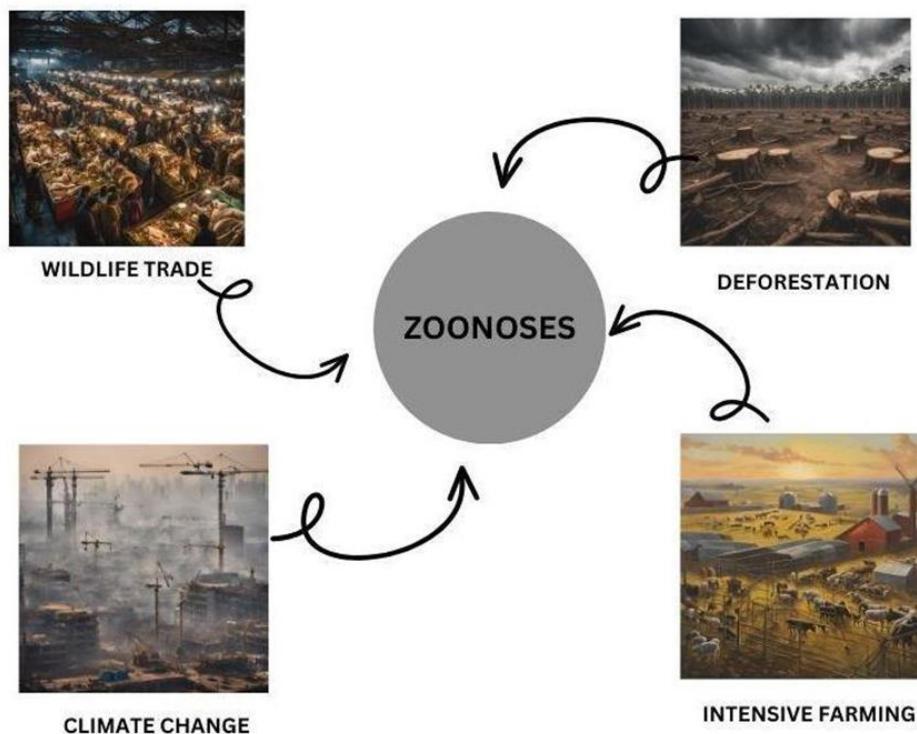 WILDLIFE TRADE
DEFORESTATION
ZOONOSES
CLIMATE CHANGE
INTENSIVE FARMING